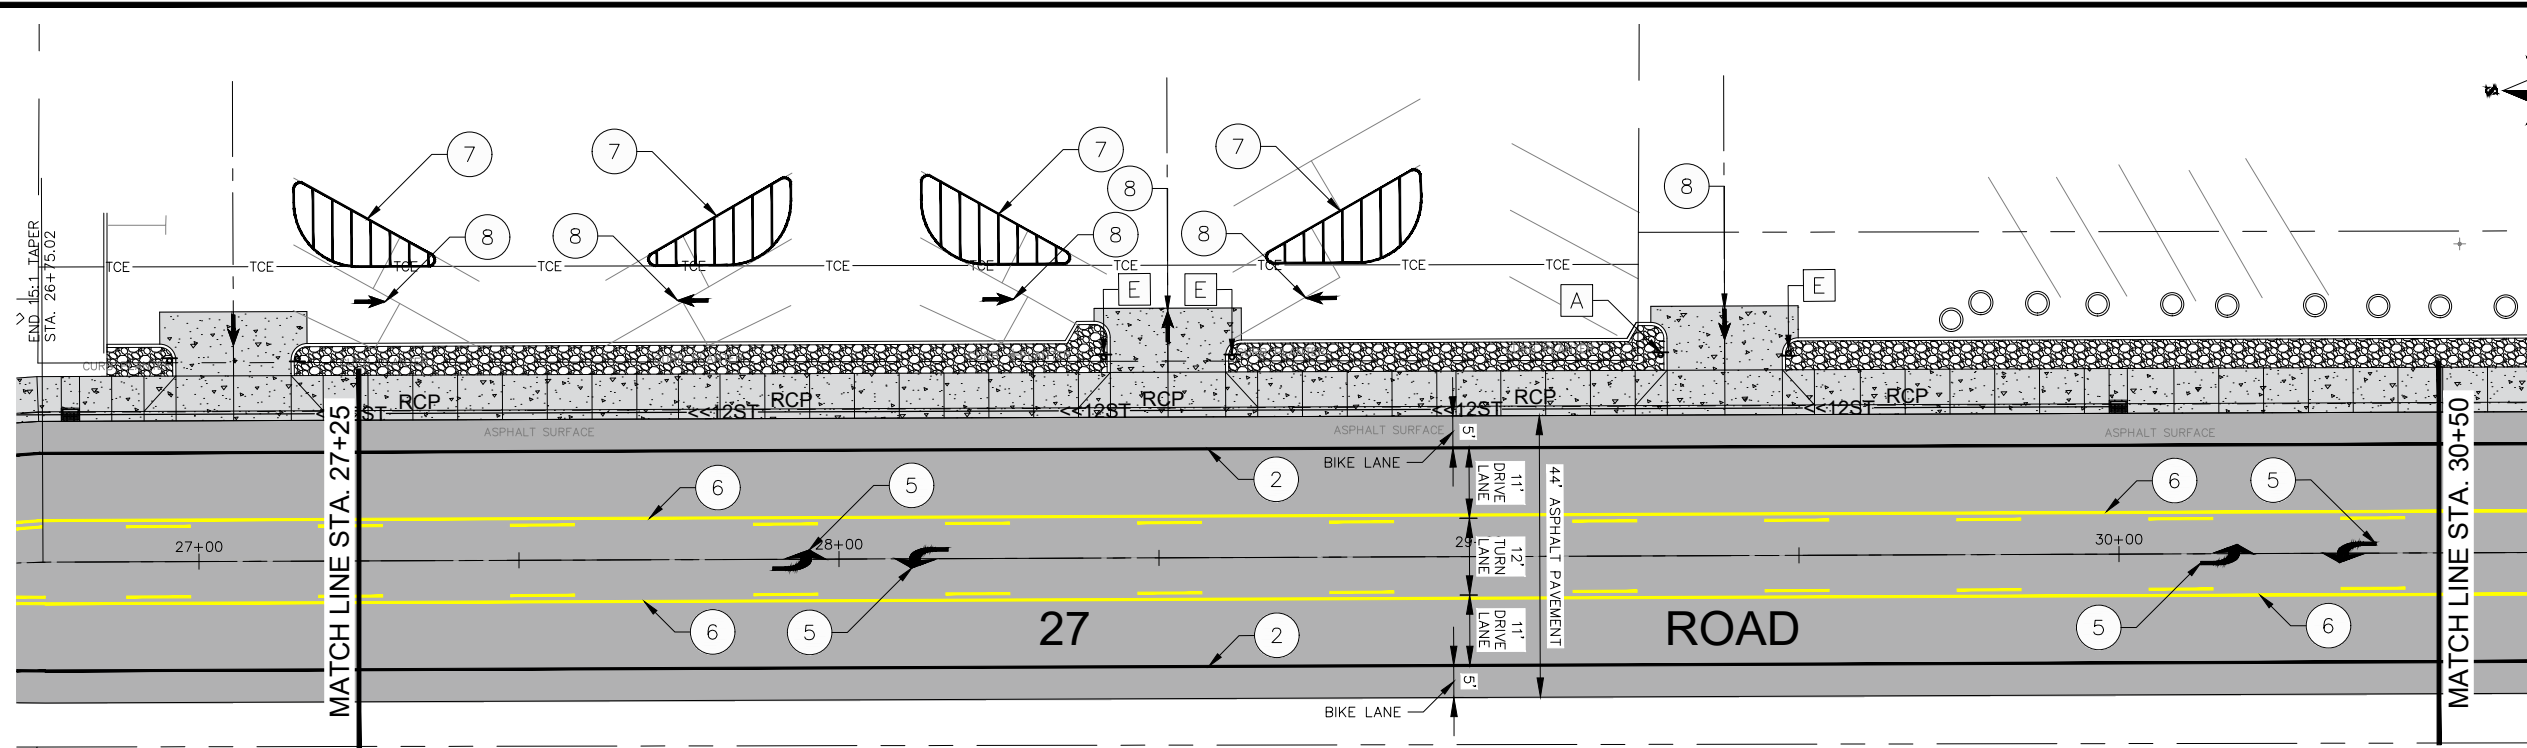 7
7
7
7
8
8
8
8
8
8
END 15:1 TAPER
STA. 26+75.02
TCE TCE TCE TCE TCE TCE TCE TCE TCE TCE TCE
E
E
A
E
RCP
RCP
RCP
RCP
RCP
<<12ST
<<12ST
<<12ST
<<12ST
ASPHALT SURFACE
ASPHALT SURFACE
ASPHALT SURFACE
MATCH LINE STA. 27+25
MATCH LINE STA. 30+50
BIKE LANE
5'
2
6
5
6
5
11'
DRIVE
LANE
44' ASPHALT PAVEMENT
27+00
28+00
29
30+00
12'
TURN
LANE
6
5
27
2
11'
DRIVE
LANE
ROAD
5
6
5'
BIKE LANE